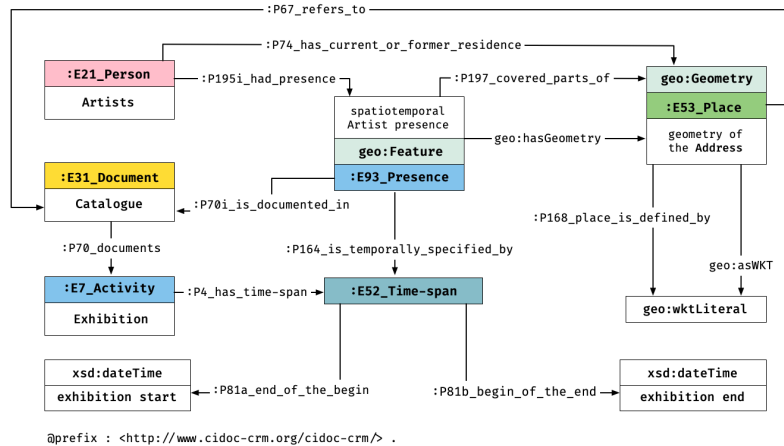 :P67_refers_to
:P74_has_current_or_former_residence
:E21_Person
Artists
:P195i_had_presence
:P197_covered_parts_of
geo:Geometry
:E53_Place
geometry of
the Address
spatiotemporal
Artist presence
geo:Feature
:E93_Presence
geo:hasGeometry
:E31_Document
Catalogue
:P70i_is_documented_in
:P168_place_is_defined_by
:P70_documents
:P164_is_temporally_specified_by
geo:asWKT
:E7_Activity
Exhibition
:P4_has_time-span
:E52_Time-span
geo:wktLiteral
xsd:dateTime
exhibition start
:P81a_end_of_the_begin
:P81b_begin_of_the_end
xsd:dateTime
exhibition end
@prefix : <http://www.cidoc-crm.org/cidoc-crm/> .